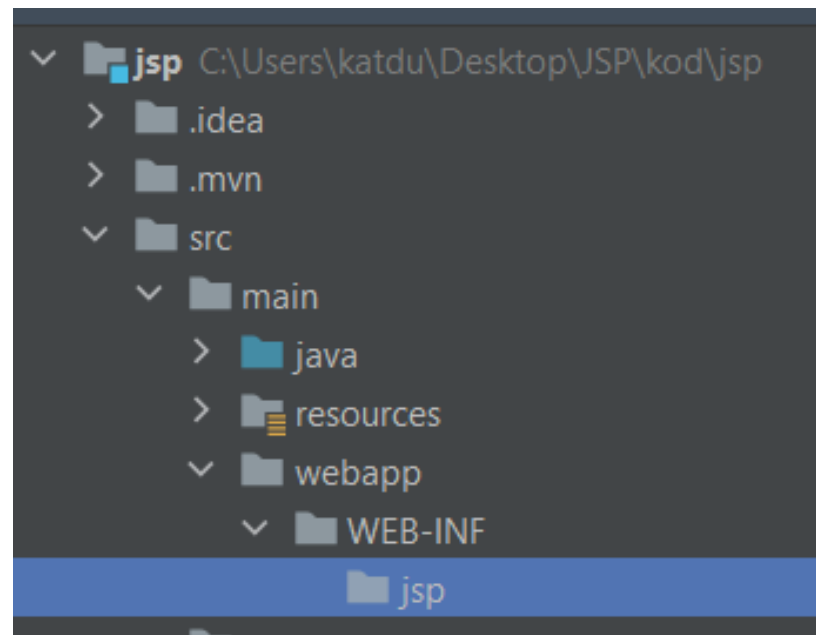 jsp C:\Users\katdu\Desktop\JSP\kod\jsp
.idea
.mvn
src
main
java
resources
webapp
WEB-INF
jsp